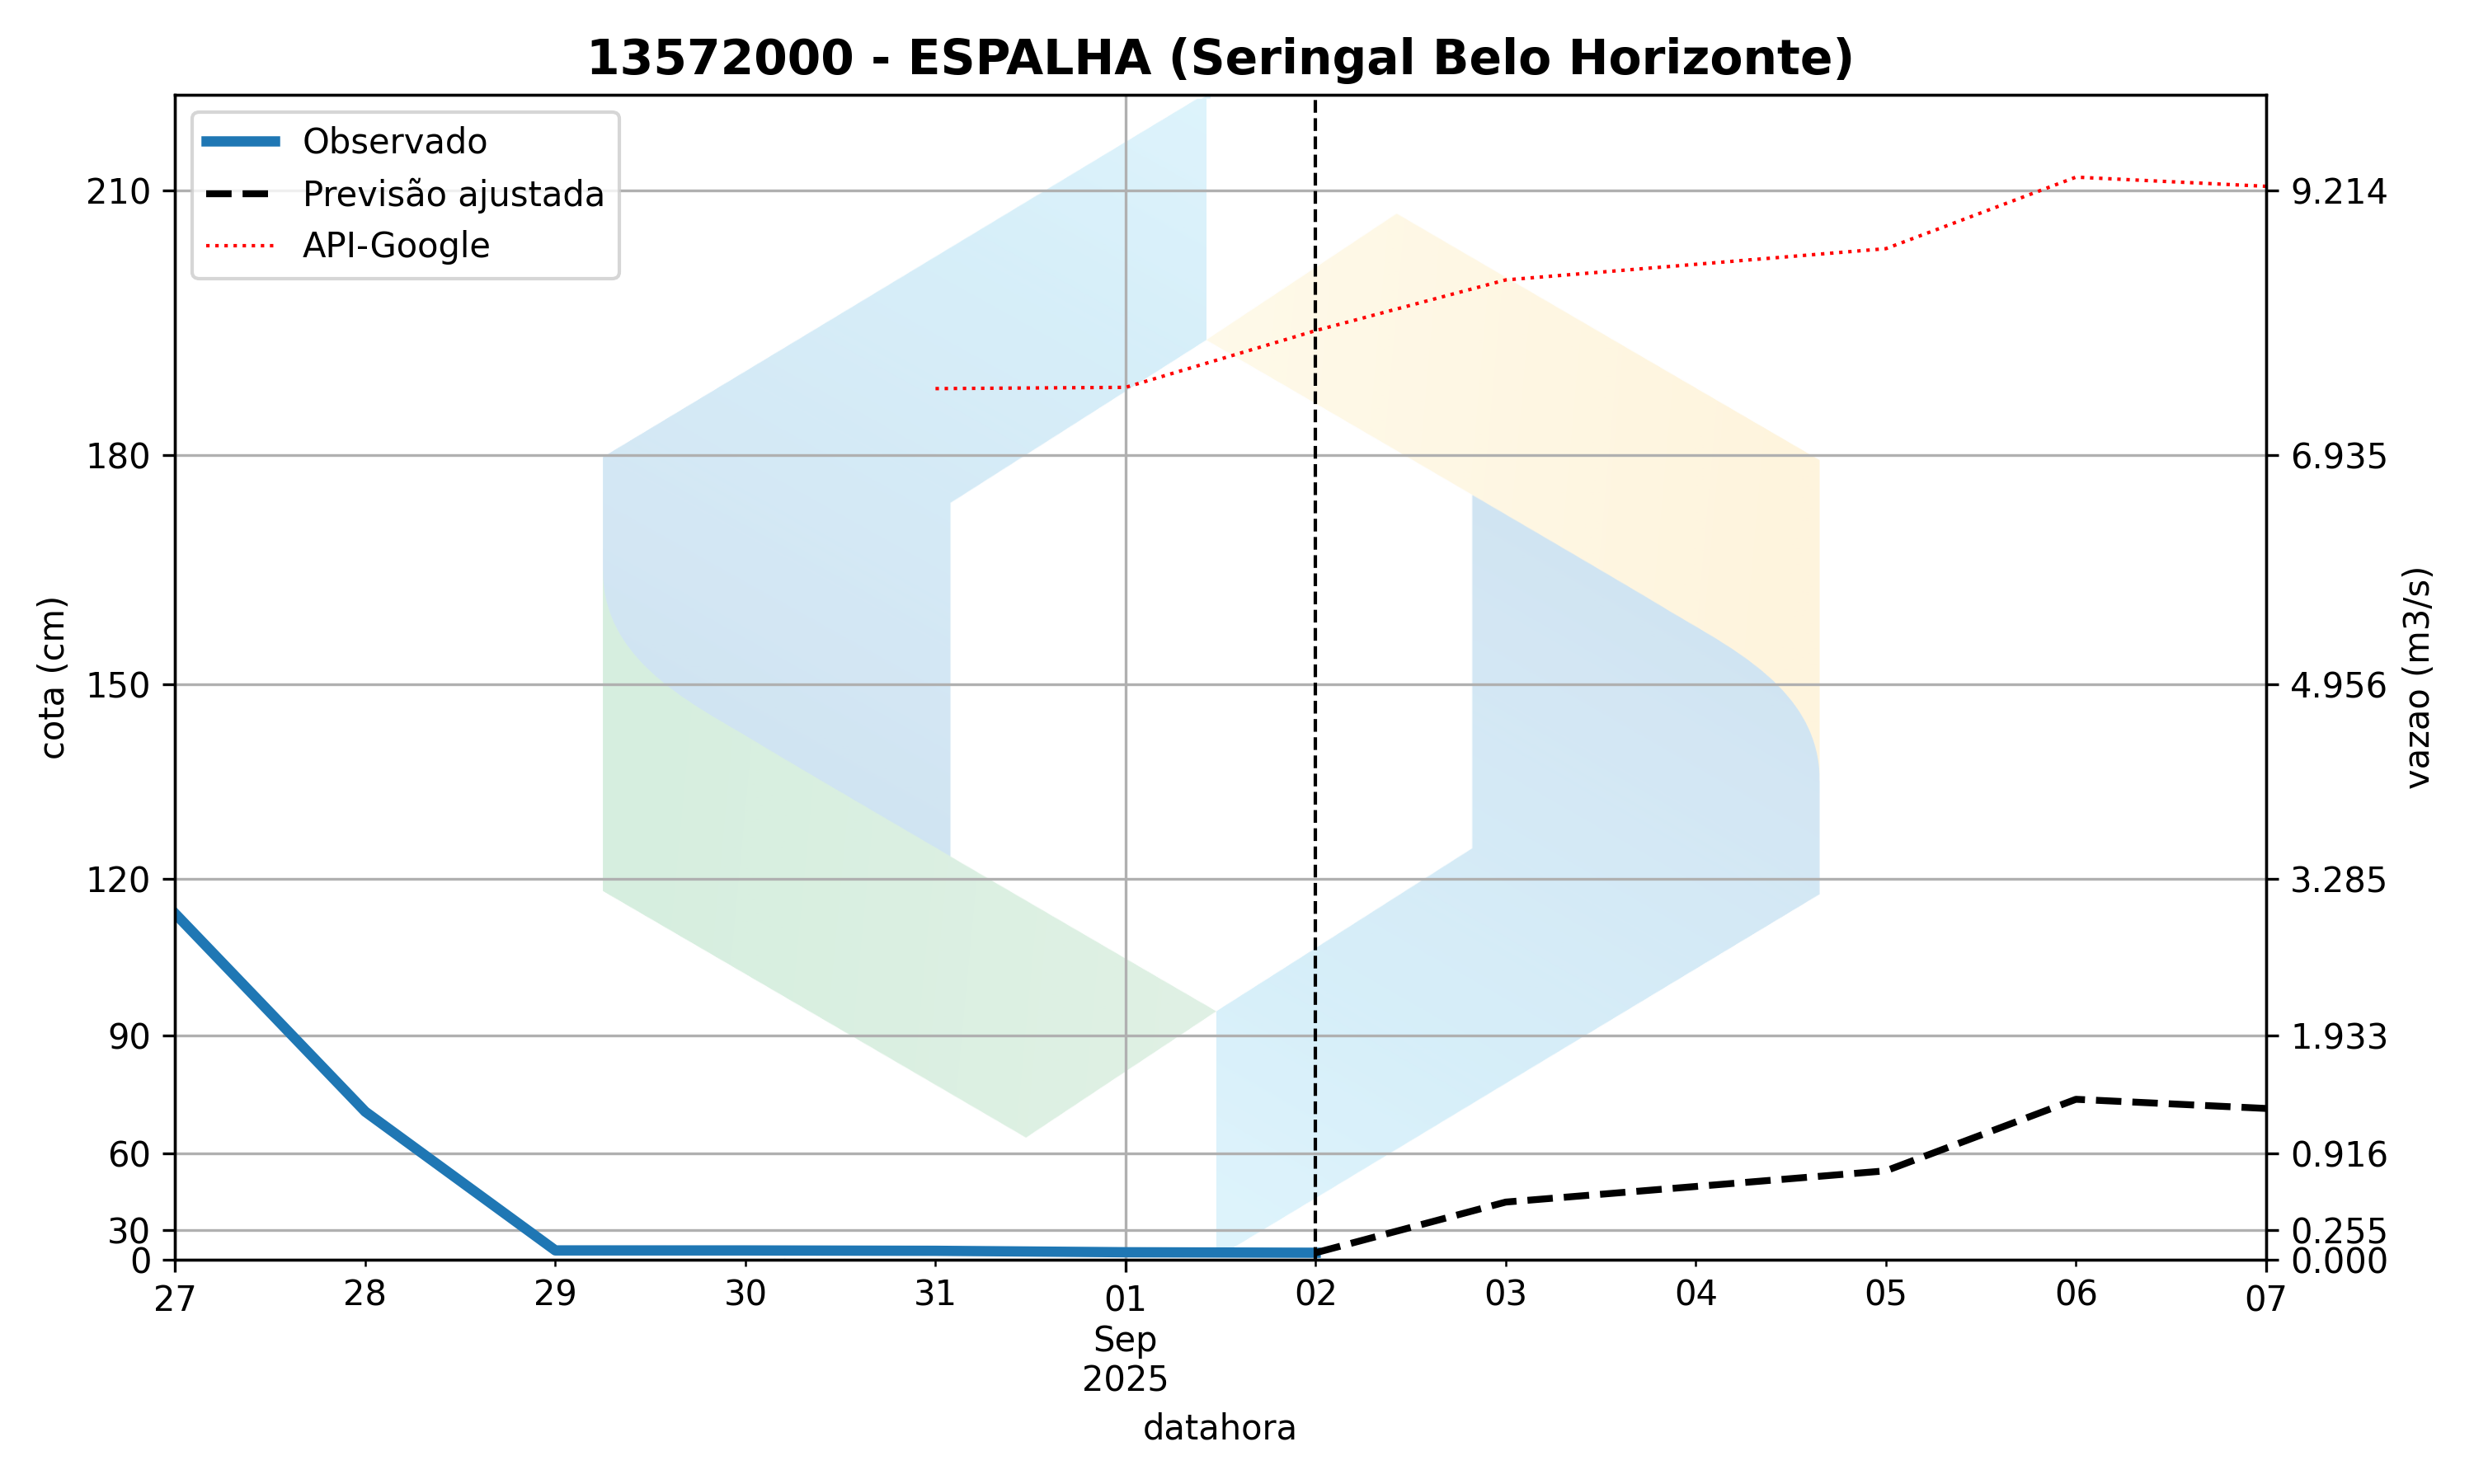 13572000 - ESPALHA (Seringal Belo Horizonte)
Observado
Previsão ajustada
API-Google
210
180
150
120
90
60
30
0
cota (cm)
9.214
6.935
4.956
3.285
1.933
0.916
0.255
0.000
vazao (m3/s)
27 28 29 30 31 01 02 03 04 05 06 07
Sep
2025
datahora